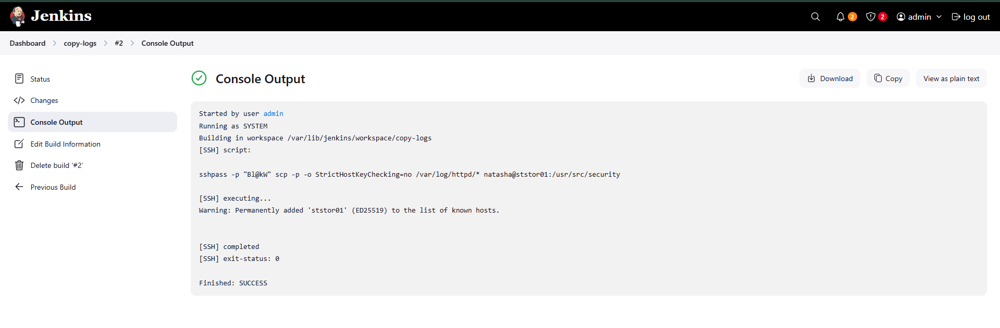 Jenkins
2
2
admin
log out
Dashboard > copy-logs > #2 > Console Output
Status
Changes
Console Output
Edit Build Information
Delete build ‘#2’
Previous Build
Console Output
Download
Copy
View as plain text
Started by user admin
Running as SYSTEM
Building in workspace /var/lib/jenkins/workspace/copy-logs
[SSH] script:
sshpass -p "Bl@kW" scp -p -o StrictHostKeyChecking=no /var/log/httpd/* natasha@ststor01:/usr/src/security
[SSH] executing...
Warning: Permanently added 'ststor01' (ED25519) to the list of known hosts.
[SSH] completed
[SSH] exit-status: 0
Finished: SUCCESS